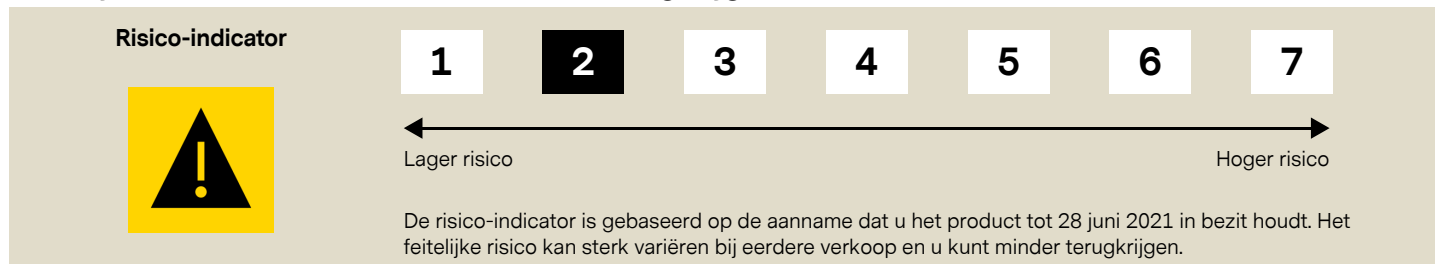 Risico-indicator
1 2 3 4 5 6 7
Lager risico Hoger risico
De risico-indicator is gebaseerd op de aanname dat u het product tot 28 juni 2021 in bezit houdt. Het
feitelijke risico kan sterk variëren bij eerdere verkoop en u kunt minder terugkrijgen.